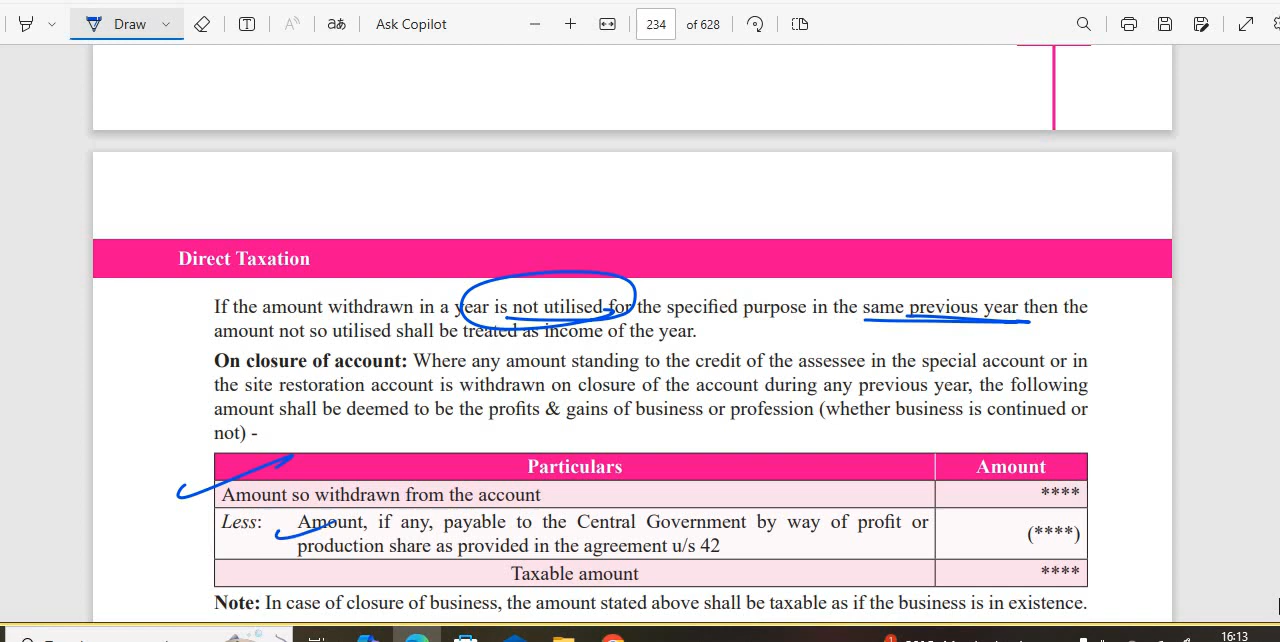 Draw
T
aあ
Ask Copilot
234 of 628
Direct Taxation
If the amount withdrawn in a year is not utilised for the specified purpose in the same previous year then the
amount not so utilised shall be treated as income of the year.
On closure of account: Where any amount standing to the credit of the assessee in the special account or in
the site restoration account is withdrawn on closure of the account during any previous year, the following
amount shall be deemed to be the profits & gains of business or profession (whether business is continued or
not) -
Particulars Amount
Amount so withdrawn from the account ****
Less: Amount, if any, payable to the Central Government by way of profit or
production share as provided in the agreement u/s 42 (****)
Taxable amount ****
Note: In case of closure of business, the amount stated above shall be taxable as if the business is in existence.
16:13